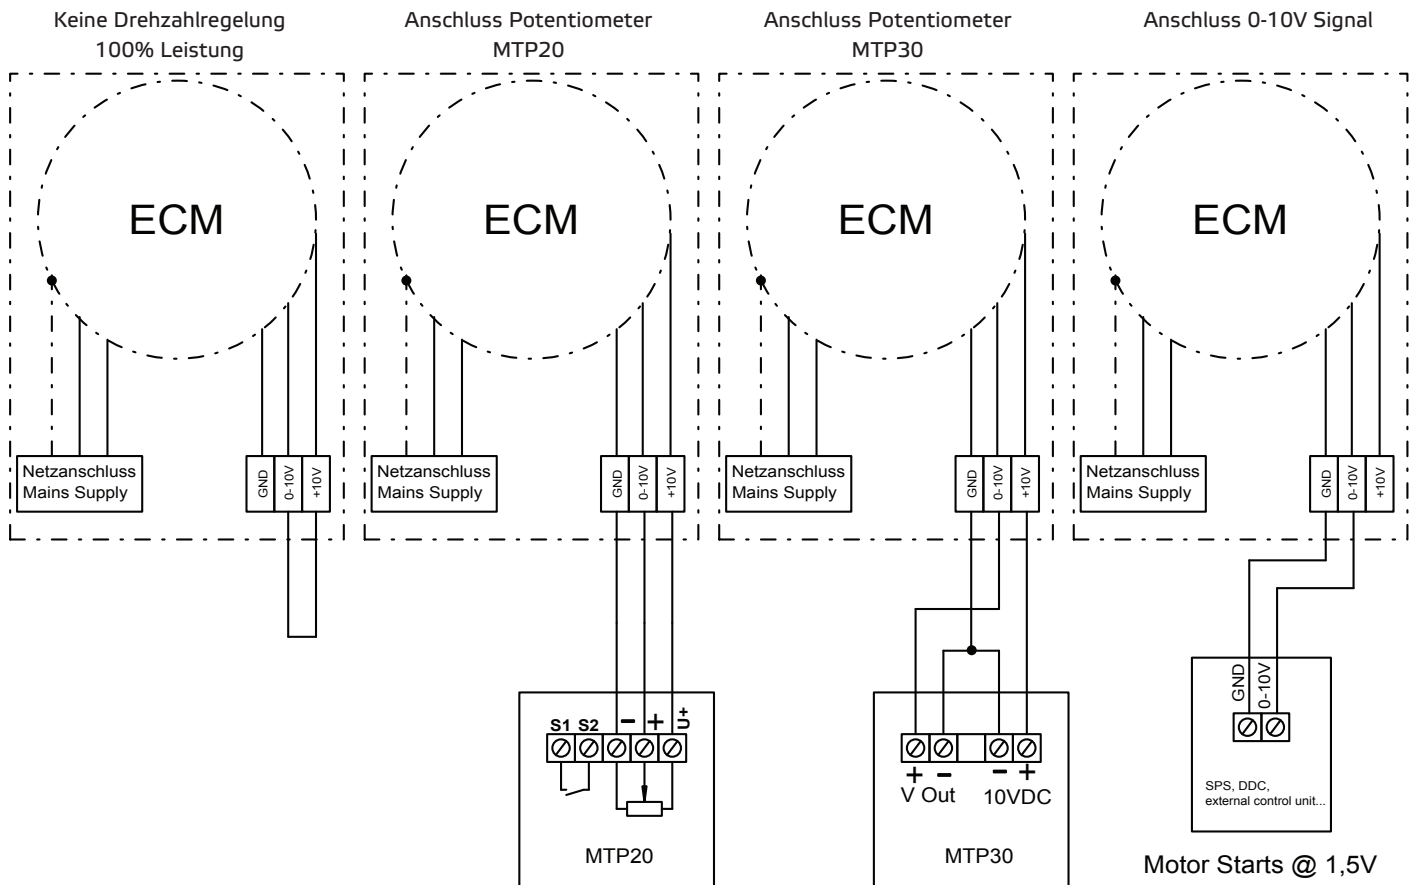 Keine Drehzahlregelung
100% Leistung
Anschluss Potentiometer
MTP20
Anschluss Potentiometer
MTP30
Anschluss 0-10V Signal
ECM
ECM
ECM
ECM
Netzanschluss
Mains Supply
GND
0-10V
+10V
Netzanschluss
Mains Supply
GND
0-10V
+10V
Netzanschluss
Mains Supply
GND
0-10V
+10V
Netzanschluss
Mains Supply
GND
0-10V
+10V
S1 S2 - + U+
MTP20
+ - - +
V Out 10VDC
MTP30
GND
0-10V
SPS, DDC,
external control unit...
Motor Starts @ 1,5V